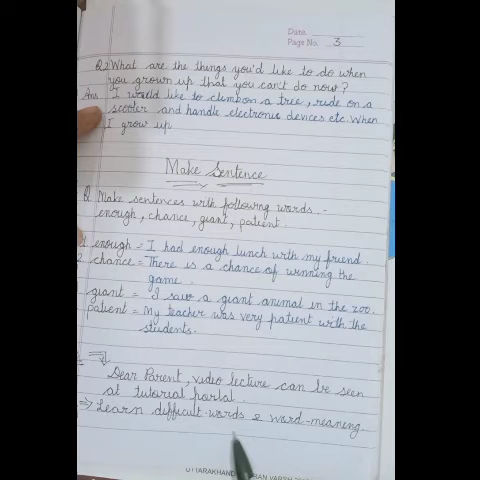 Date
Page No. 3
Q2 What are the things you'd like to do when
you grown up that you can't do now?
Ans I would like to climb on a tree, ride on a
scooter and handle electronic devices etc. When
I grow up
Make Sentence
Q Make sentences with following words. -
enough, chance, giant, patient.
1 enough = I had enough lunch with my friend.
2 chance = There is a chance of winning the
game.
giant = I saw a giant animal in the zoo.
patient = My teacher was very patient with the
students.
Dear Parent, video lecture can be seen
at tutorial portal.
⇒ Learn difficult-words & word-meaning.
UTTARAKHAND